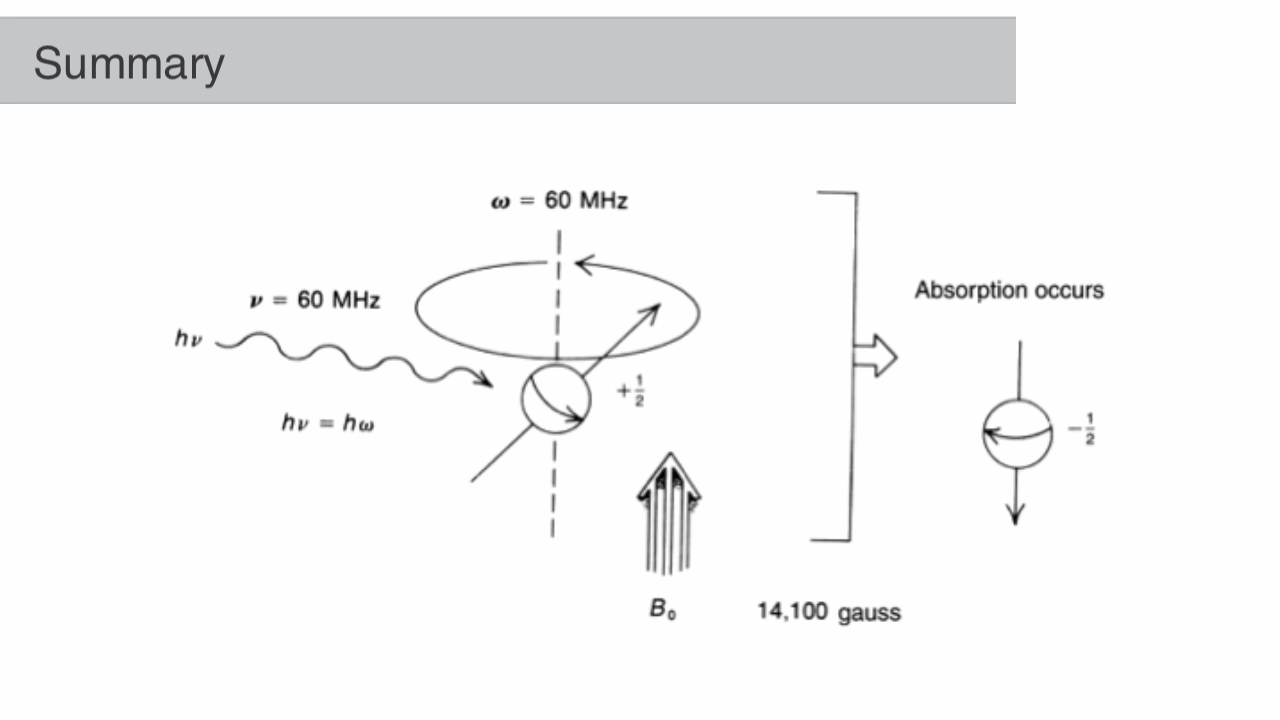 Summary
ω = 60 MHz
ν = 60 MHz
hν
hν = hω
+1/2
Absorption occurs
-1/2
B₀
14,100 gauss